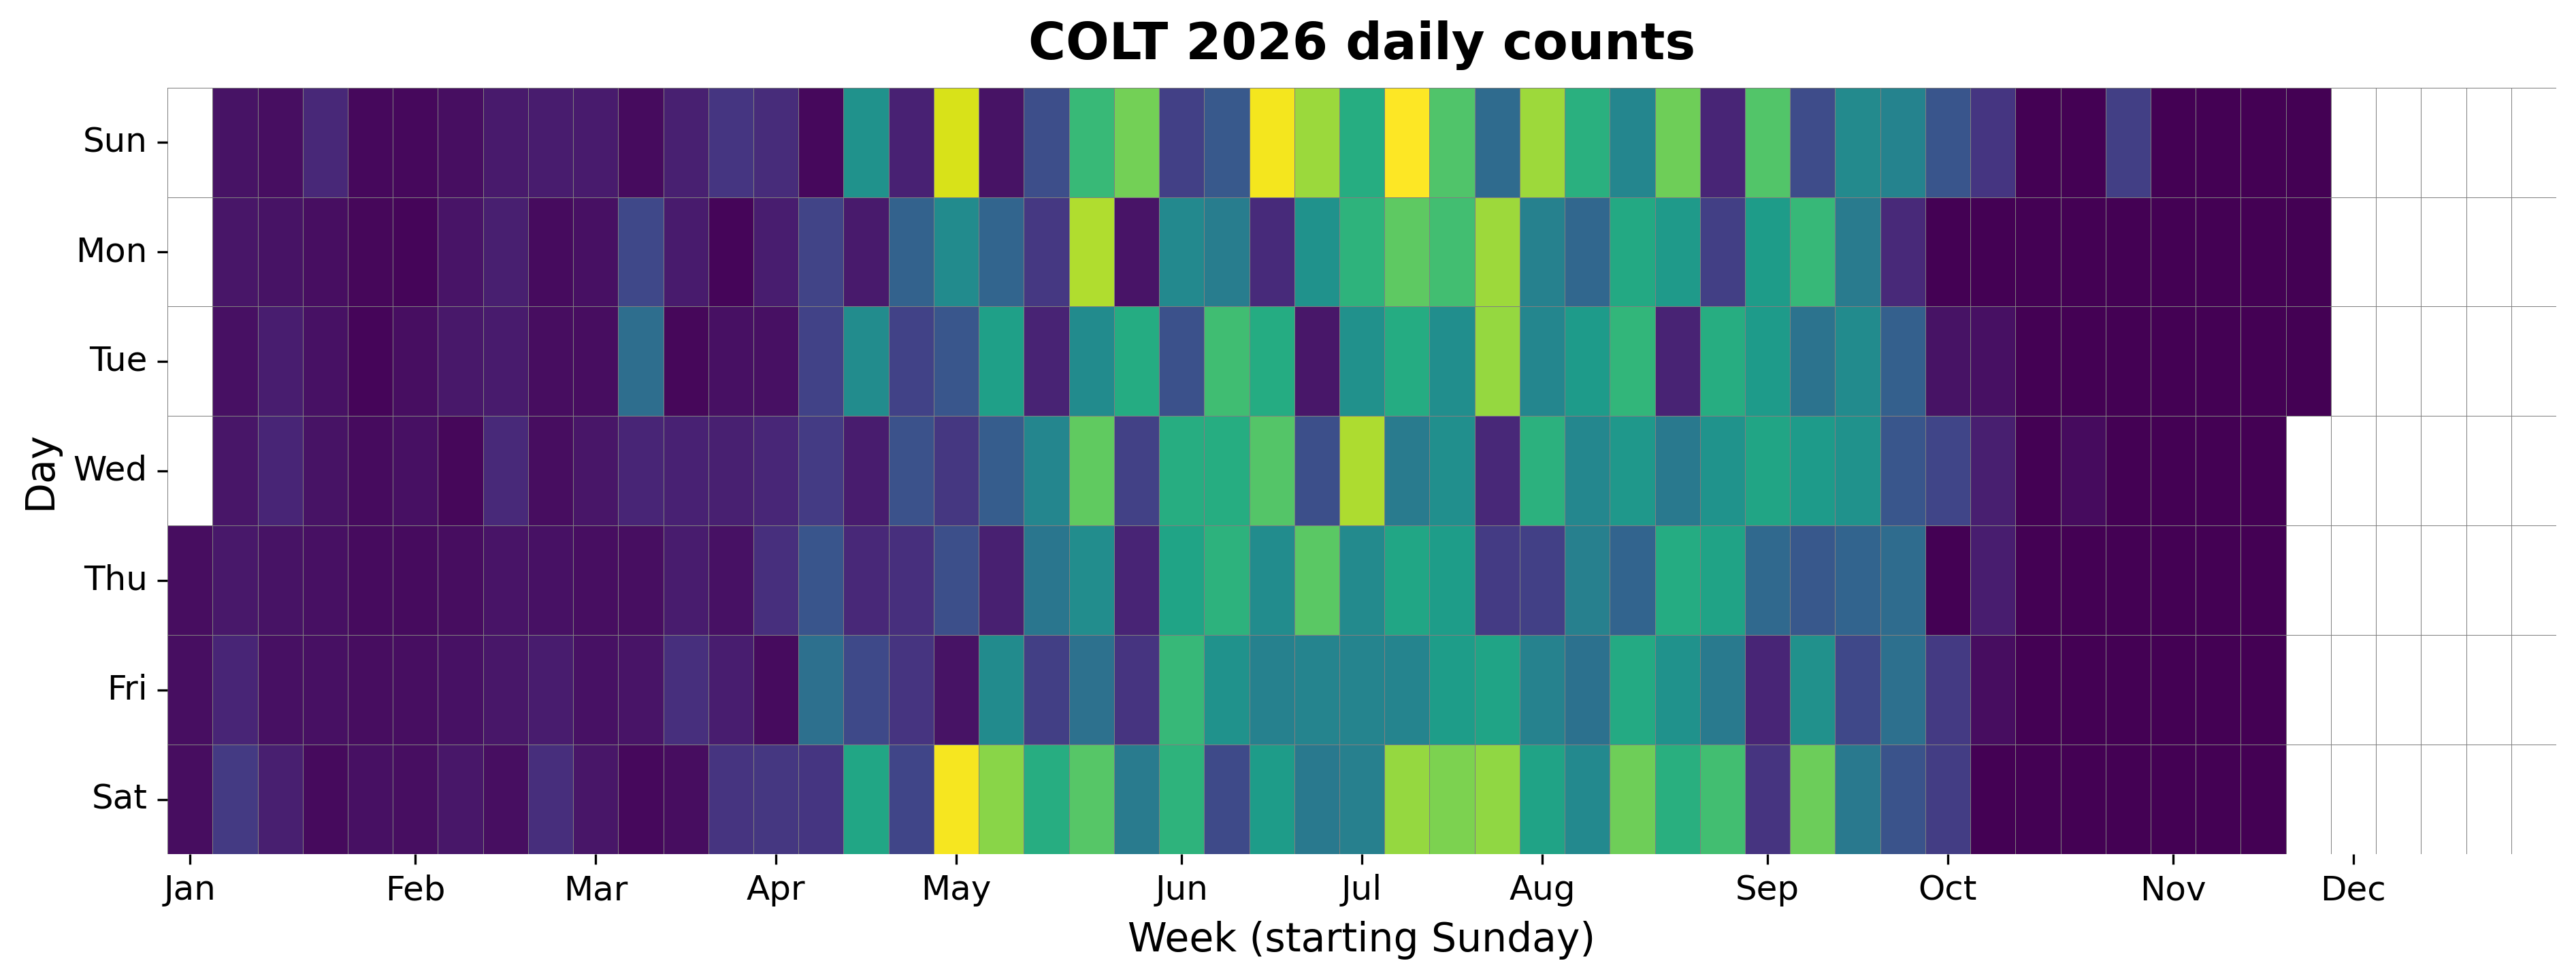 COLT 2026 daily counts
Sun
Mon
Tue
Wed
Thu
Fri
Sat
Day
Jan Feb Mar Apr May Jun Jul Aug Sep Oct Nov Dec
Week (starting Sunday)